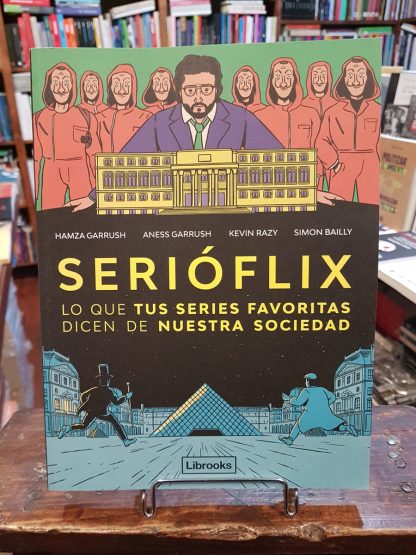 HAMZA GARRUSH ANESS GARRUSH KEVIN RAZY SIMON BAILLY
SERIÓFLIX
LO QUE TUS SERIES FAVORITAS
DICEN DE NUESTRA SOCIEDAD
Librooks
POLITIZAR